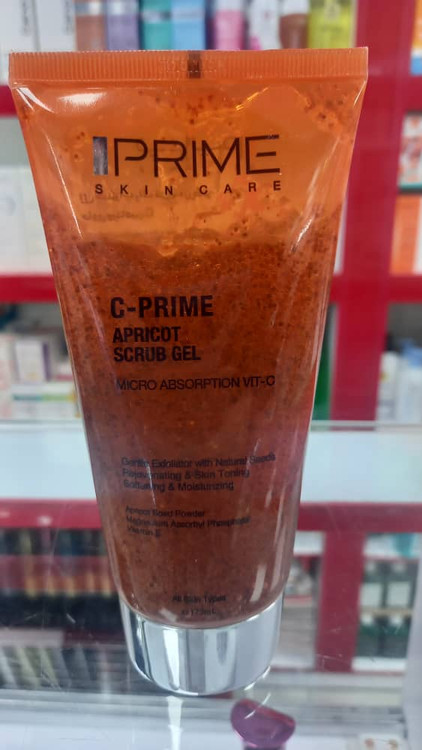 PRIME
SKIN CARE
C-PRIME
APRICOT
SCRUB GEL
MICRO ABSORPTION VIT-C
Gentle Exfoliator with Natural Seeds
Rejuvenating & Skin Toning
Softening & Moisturizing
Apricot Seed Powder
Magnesium Ascorbyl Phosphate
Vitamin E
All Skin Types